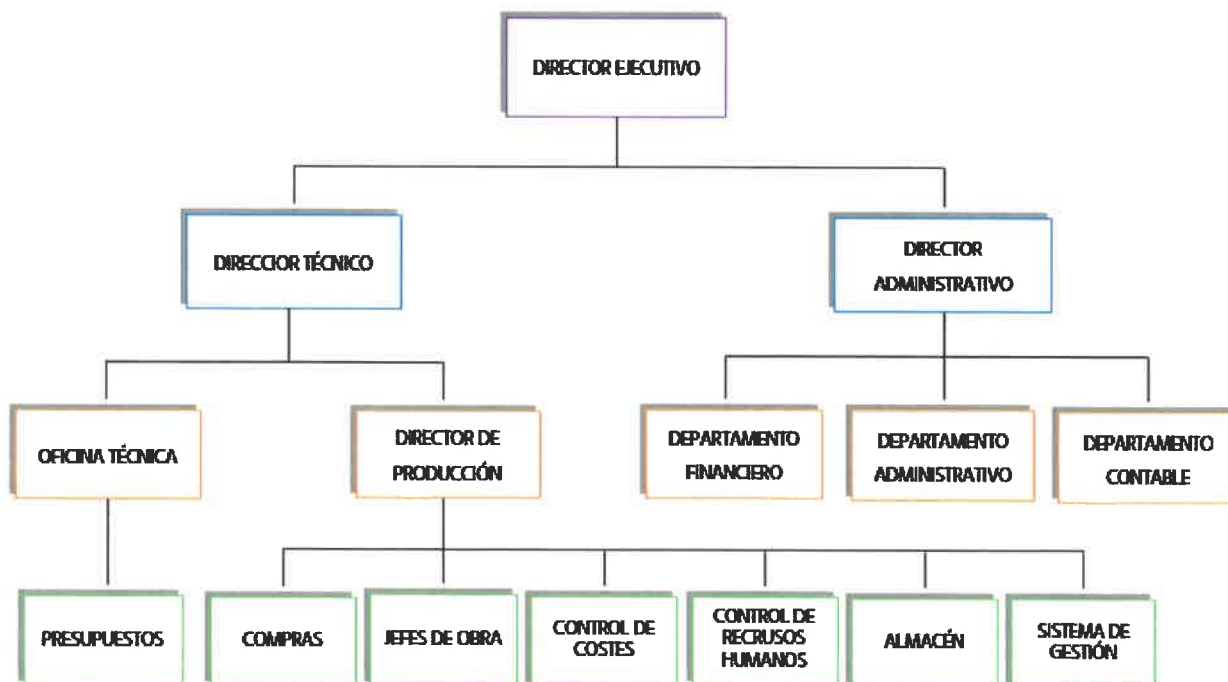 DIRECTOR EJECUTIVO
DIRECCIOR TÉCNICO
DIRECTOR
ADMINISTRATIVO
OFICINA TÉCNICA
DIRECTOR DE
PRODUCCIÓN
DEPARTAMENTO
FINANCIERO
DEPARTAMENTO
ADMINISTRATIVO
DEPARTAMENTO
CONTABLE
PRESUPUESTOS
COMPRAS
JEFES DE OBRA
CONTROL DE
COSTES
CONTROL DE
RECRUSOS
HUMANOS
ALMACÉN
SISTEMA DE
GESTIÓN